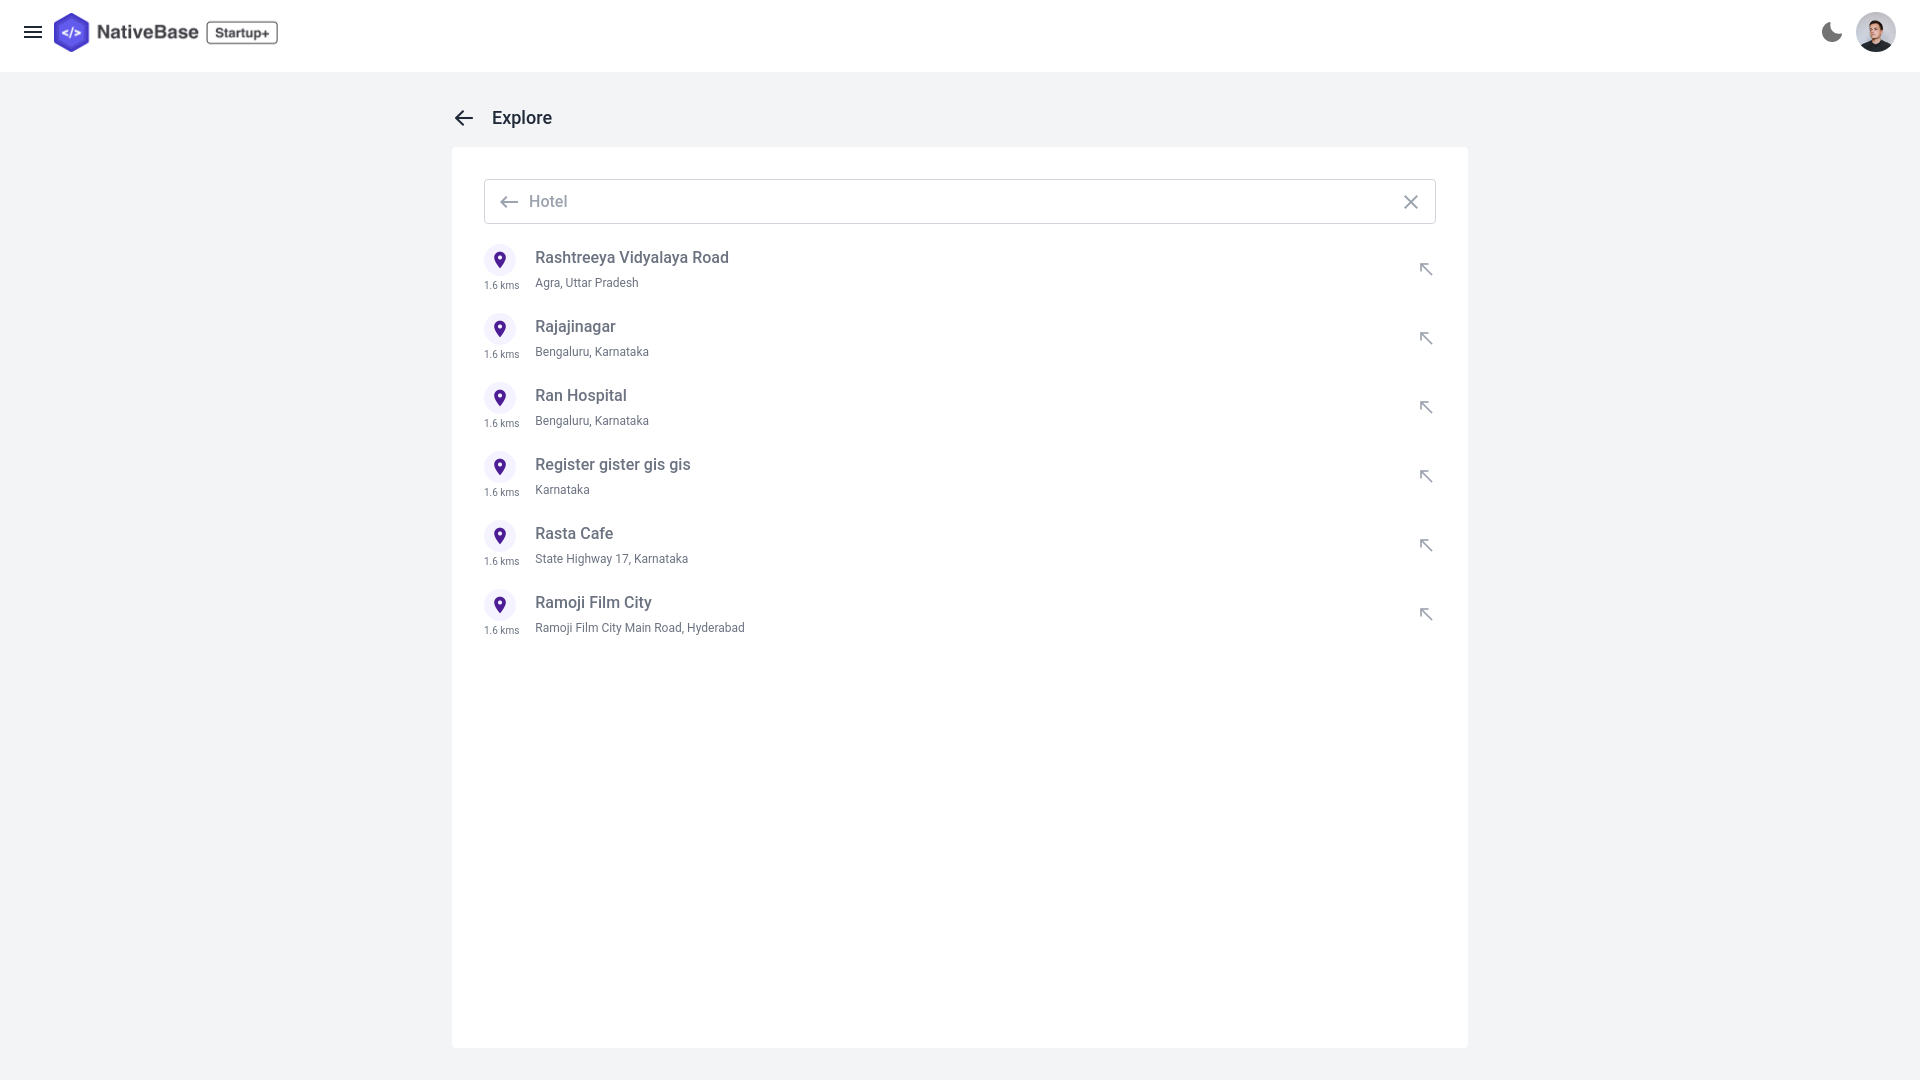 NativeBase Startup+
Explore
Hotel
Rashtreeya Vidyalaya Road
1.6 kms Agra, Uttar Pradesh
Rajajinagar
1.6 kms Bengaluru, Karnataka
Ran Hospital
1.6 kms Bengaluru, Karnataka
Register gister gis gis
1.6 kms Karnataka
Rasta Cafe
1.6 kms State Highway 17, Karnataka
Ramoji Film City
1.6 kms Ramoji Film City Main Road, Hyderabad